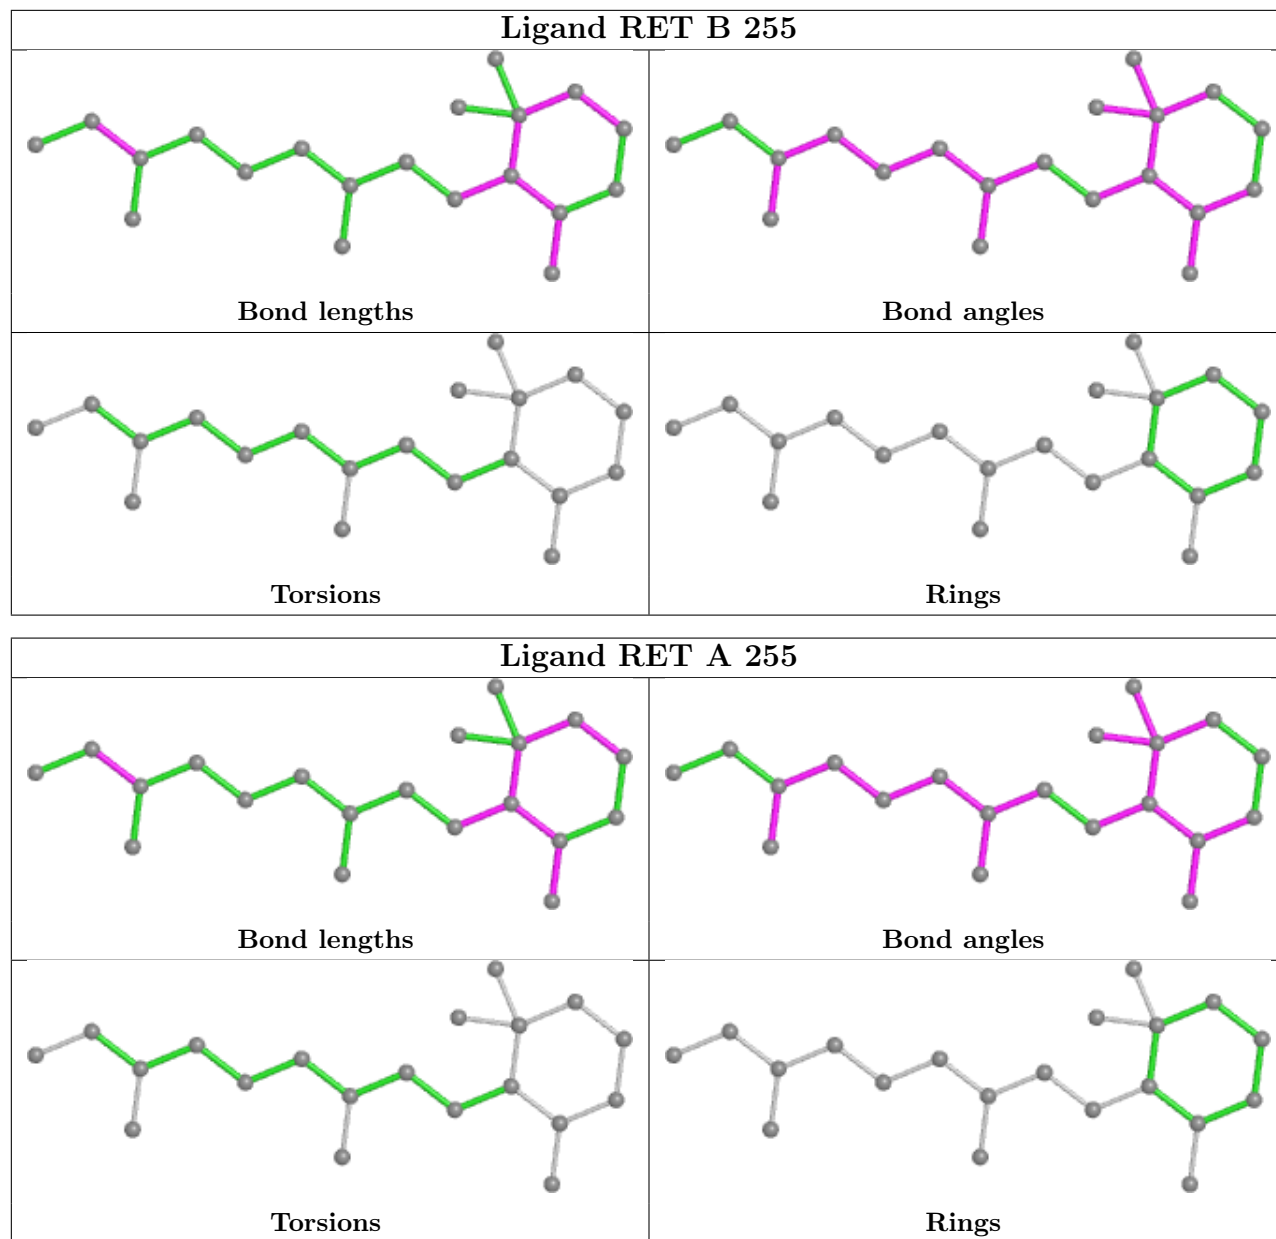 Ligand RET B 255
Bond lengths
Bond angles
Torsions
Rings
Ligand RET A 255
Bond lengths
Bond angles
Torsions
Rings